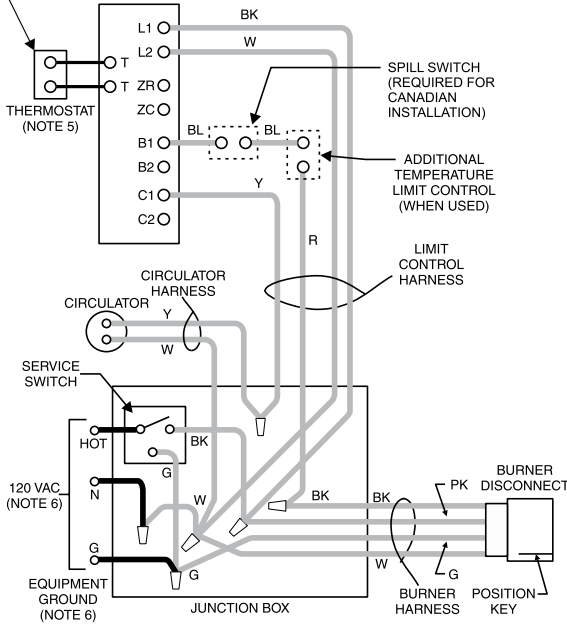 BK
L1
W
L2
T
T
ZR
ZC
THERMOSTAT
(NOTE 5)
SPILL SWITCH
(REQUIRED FOR
CANADIAN
INSTALLATION)
BL
BL
B1
B2
ADDITIONAL
TEMPERATURE
LIMIT CONTROL
(WHEN USED)
Y
C1
C2
R
LIMIT
CONTROL
HARNESS
CIRCULATOR
HARNESS
CIRCULATOR
Y
W
SERVICE
SWITCH
HOT
BK
G
120 VAC
(NOTE 6)
N
W
BK
BK
PK
BURNER
DISCONNECT
G
EQUIPMENT
GROUND
(NOTE 6)
G
W
G
BURNER
HARNESS
POSITION
KEY
JUNCTION BOX